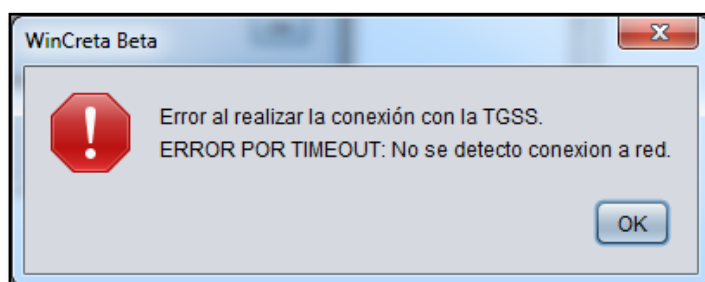 WinCreta Beta
Error al realizar la conexión con la TGSS.
ERROR POR TIMEOUT: No se detecto conexion a red.
OK